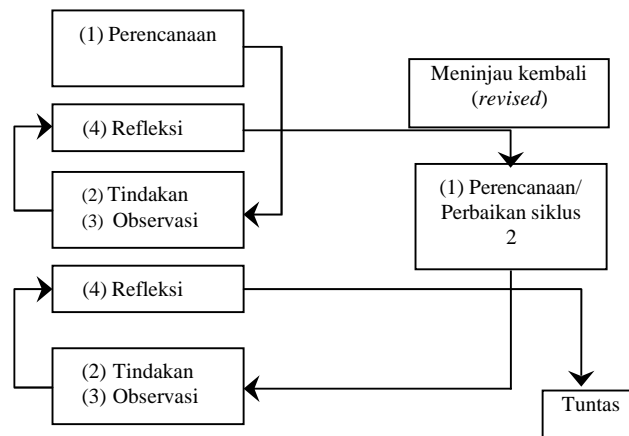 (1) Perencanaan
Meninjau kembali
(revised)
(4) Refleksi
(2) Tindakan
(3) Observasi
(1) Perencanaan/
Perbaikan siklus
2
(4) Refleksi
(2) Tindakan
(3) Observasi
Tuntas